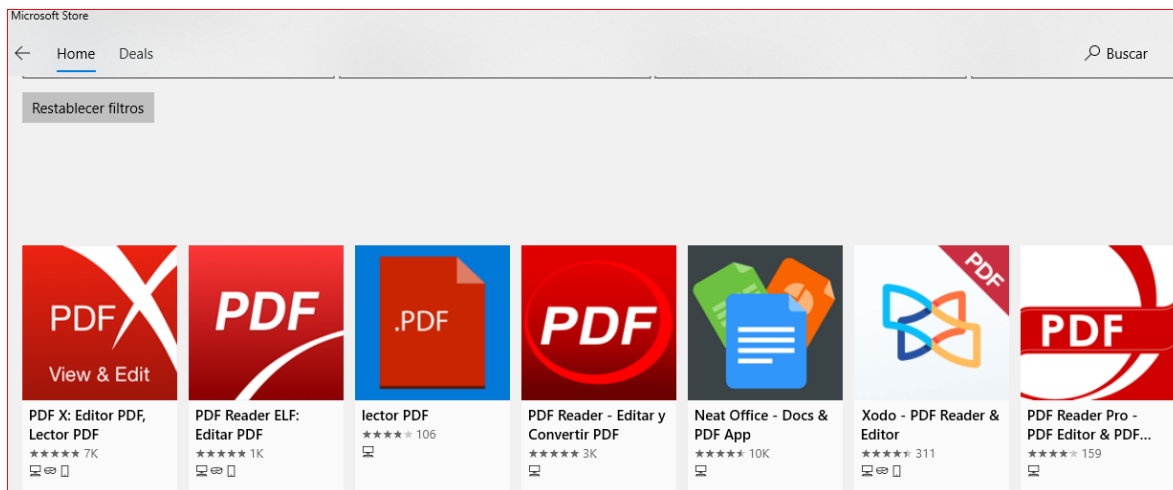 Microsoft Store
Home Deals Buscar
Restablecer filtros
PDF
View & Edit
PDF
.PDF
PDF
PDF
PDF
PDF X: Editor PDF,
Lector PDF
7K
PDF Reader ELF:
Editar PDF
1K
lector PDF
106
PDF Reader - Editar y
Convertir PDF
3K
Neat Office - Docs &
PDF App
10K
Xodo - PDF Reader &
Editor
311
PDF Reader Pro -
PDF Editor & PDF...
159